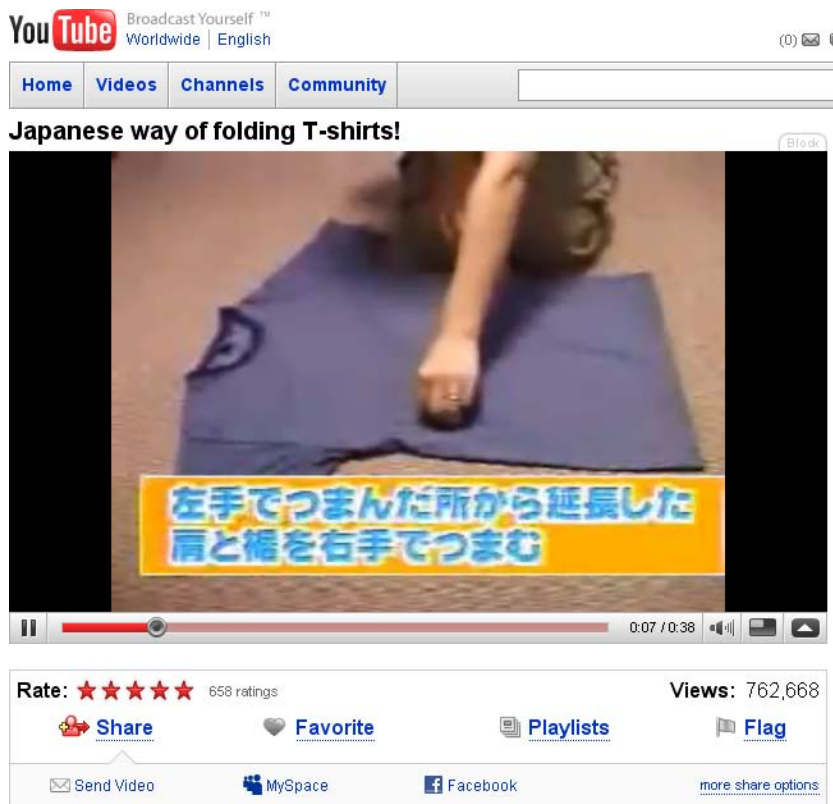 You Tube Broadcast Yourself ™
Worldwide | English
(0)
Home Videos Channels Community
Japanese way of folding T-shirts!
Block
左手でつまんだ所から延長した
肩と裾を右手でつまむ
0:07 / 0:38
Rate: 658 ratings Views: 762,668
Share Favorite Playlists Flag
Send Video MySpace Facebook more share options